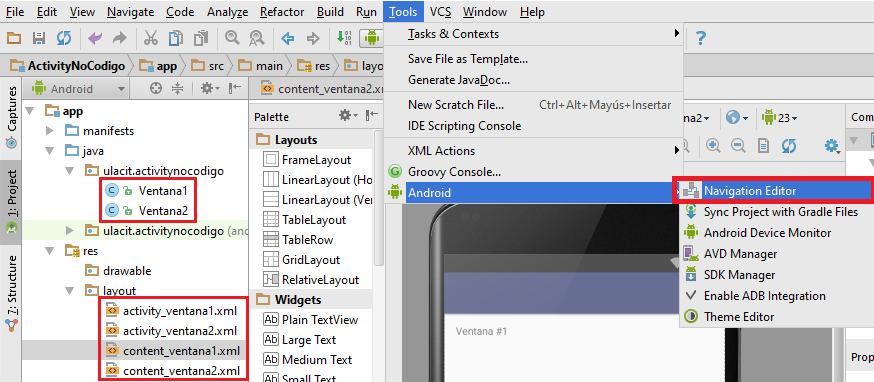 File Edit View Navigate Code Analyze Refactor Build Run Tools VCS Window Help
ActivityNoCodigo app src main res
content_ventana2.x
Captures
1: Project
7: Structure
Android
app
manifests
java
ulacit.activitynocodigo
Ventana1
Ventana2
ulacit.activitynocodigo
res
drawable
layout
activity_ventana1.xml
activity_ventana2.xml
content_ventana1.xml
content_ventana2.xml
Palette
Layouts
FrameLayout
LinearLayout (Ho
LinearLayout (Ve
TableLayout
TableRow
GridLayout
RelativeLayout
Widgets
Plain TextView
Large Text
Medium Text
Small Text
Tasks & Contexts
Save File as Template...
Generate JavaDoc...
New Scratch File... Ctrl+Alt+Mayús+Insertar
IDE Scripting Console
XML Actions
Groovy Console...
Android
Navigation Editor
Sync Project with Gradle Files
Android Device Monitor
AVD Manager
SDK Manager
Enable ADB Integration
Theme Editor
Ventana #1
23
Com
Prop